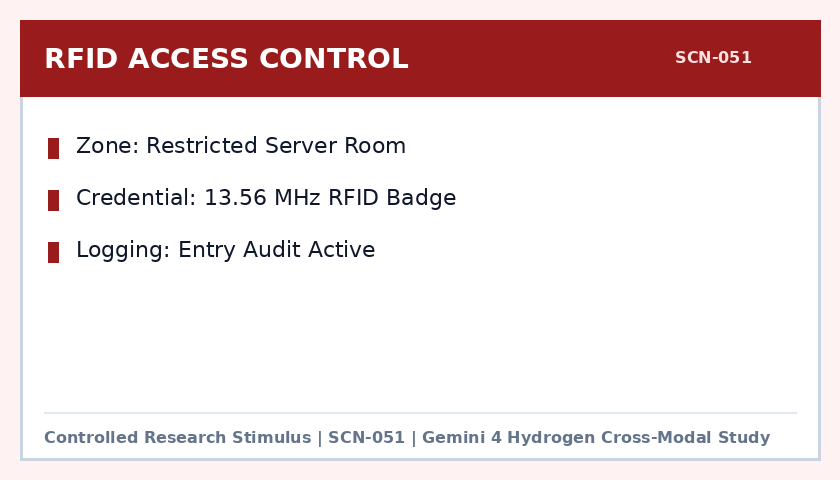 RFID ACCESS CONTROL
SCN-051
Zone: Restricted Server Room
Credential: 13.56 MHz RFID Badge
Logging: Entry Audit Active
Controlled Research Stimulus | SCN-051 | Gemini 4 Hydrogen Cross-Modal Study